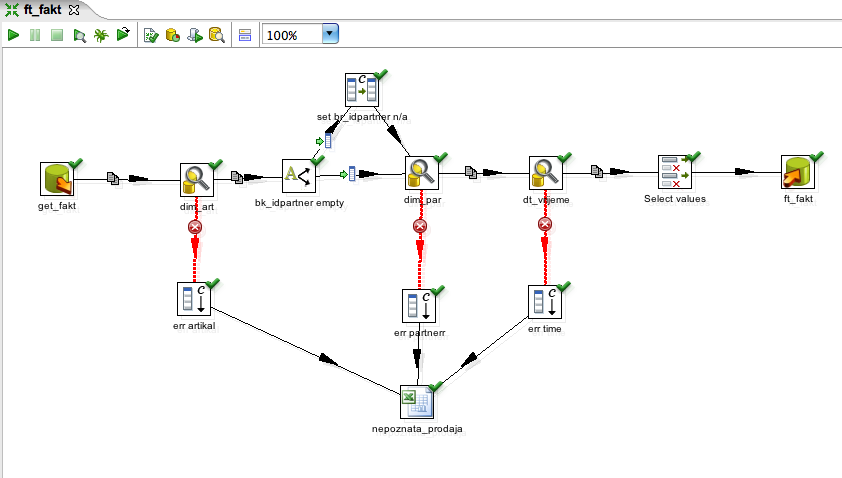 ft_fakt
100%
set bk_idpartner n/a
get_fakt
dim_art
bk_idpartner empty
dim_par
dt_vrijeme
Select values
ft_fakt
err artikal
err partnerr
err time
nepoznata_prodaja